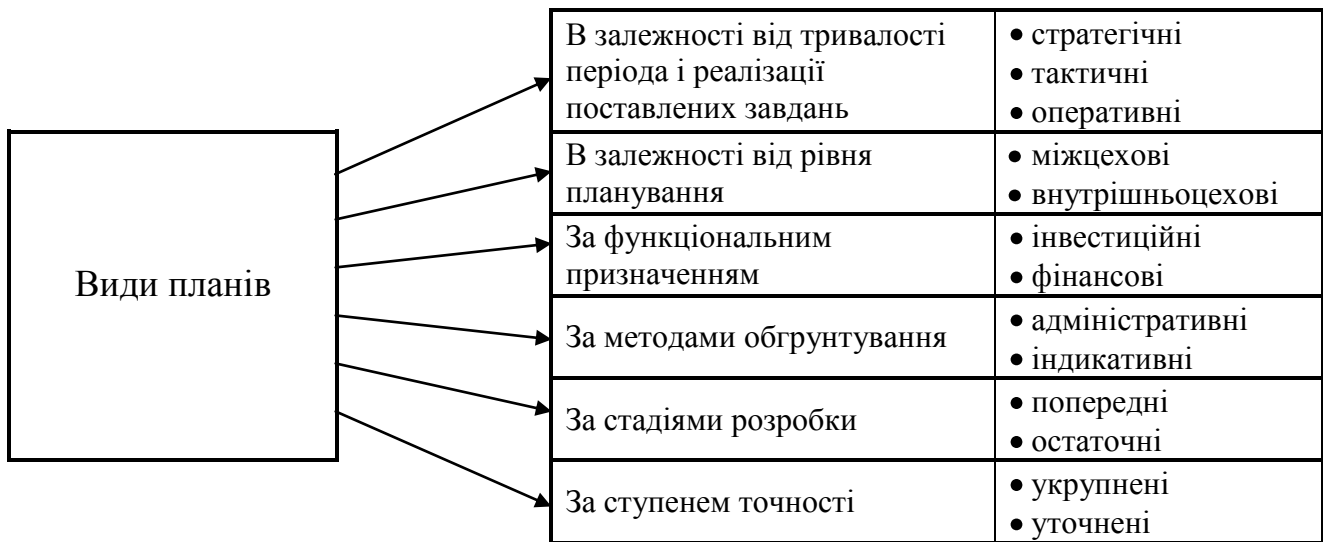 Види планів
В залежності від тривалості
періода і реалізації
поставлених завдань
• стратегічні
• тактичні
• оперативні
В залежності від рівня
планування
• міжцехові
• внутрішньоцехові
За функціональним
призначенням
• інвестиційні
• фінансові
За методами обгрунтування
• адміністративні
• індикативні
За стадіями розробки
• попередні
• остаточні
За ступенем точності
• укрупнені
• уточнені